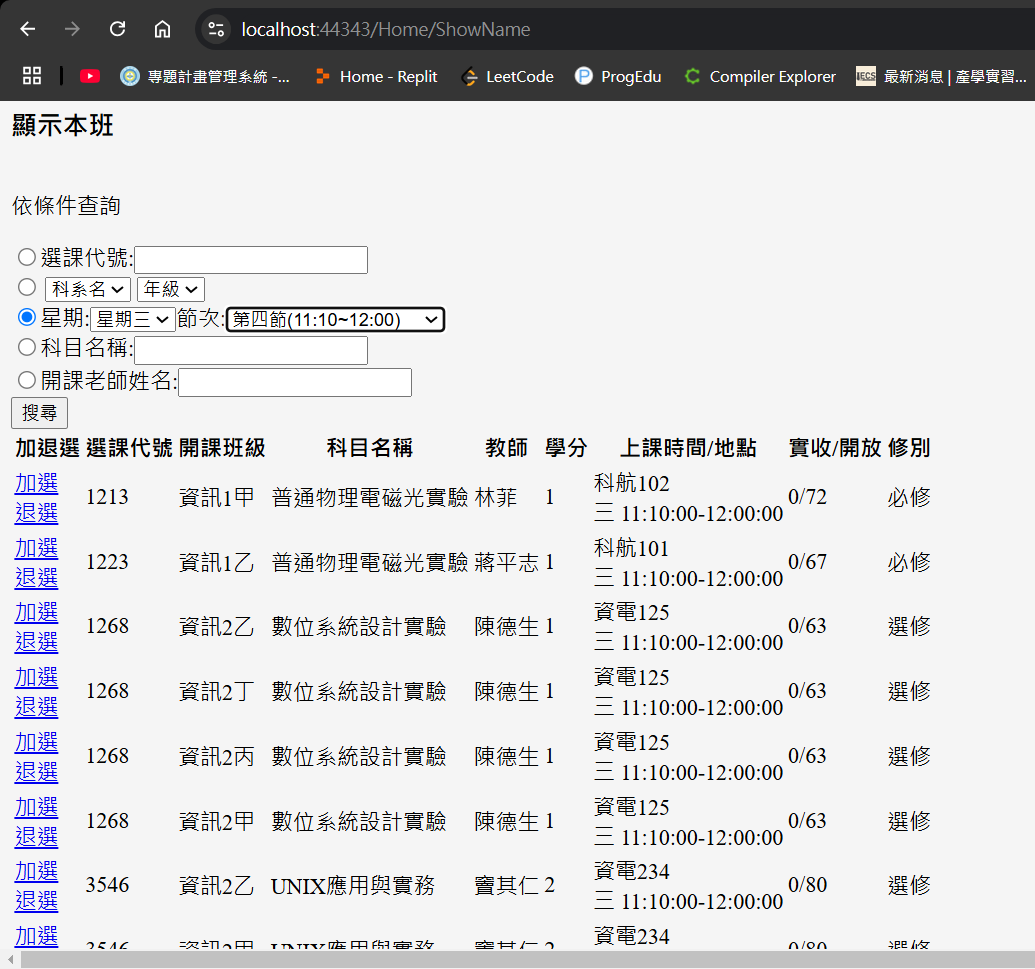 localhost:44343/Home/ShowName
專題計畫管理系統 -... Home - Replit LeetCode ProgEdu Compiler Explorer IECS 最新消息 | 產學實習...
顯示本班
依條件查詢
選課代號:
科系名 年級
星期:星期三 節次:第四節(11:10~12:00)
科目名稱:
開課老師姓名:
搜尋
加退選 選課代號 開課班級 科目名稱 教師 學分 上課時間/地點 實收/開放 修別
加選 科航102
1213 資訊1甲 普通物理電磁光實驗 林菲 1 0/72 必修
退選 三 11:10:00-12:00:00
加選 科航101
1223 資訊1乙 普通物理電磁光實驗 蔣平志 1 0/67 必修
退選 三 11:10:00-12:00:00
加選 資電125
1268 資訊2乙 數位系統設計實驗 陳德生 1 0/63 選修
退選 三 11:10:00-12:00:00
加選 資電125
1268 資訊2丁 數位系統設計實驗 陳德生 1 0/63 選修
退選 三 11:10:00-12:00:00
加選 資電125
1268 資訊2丙 數位系統設計實驗 陳德生 1 0/63 選修
退選 三 11:10:00-12:00:00
加選 資電125
1268 資訊2甲 數位系統設計實驗 陳德生 1 0/63 選修
退選 三 11:10:00-12:00:00
加選 資電234
3546 資訊2乙 UNIX應用與實務 竇其仁 2 0/80 選修
退選 三 11:10:00-12:00:00
加選 資電234
3546 資訊2甲 UNIX應用與實務 竇其仁 2 0/80 選修